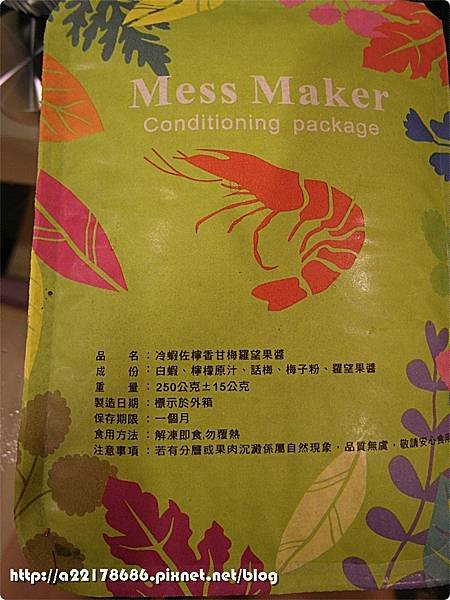 Mess Maker
Conditioning package
品 名：冷蝦佐檸香甘梅羅望果醬
成 份：白蝦、檸檬原汁、話梅、梅子粉、羅望果醬
重 量：250公克±15公克
製造日期：標示於外箱
保存期限：一個月
食用方法：解凍即食,勿覆熱
注意事項：若有分層或果肉沉澱係屬自然現象，品質無虞，敬請安心食用
http://a22178686.pixnet.net/blog